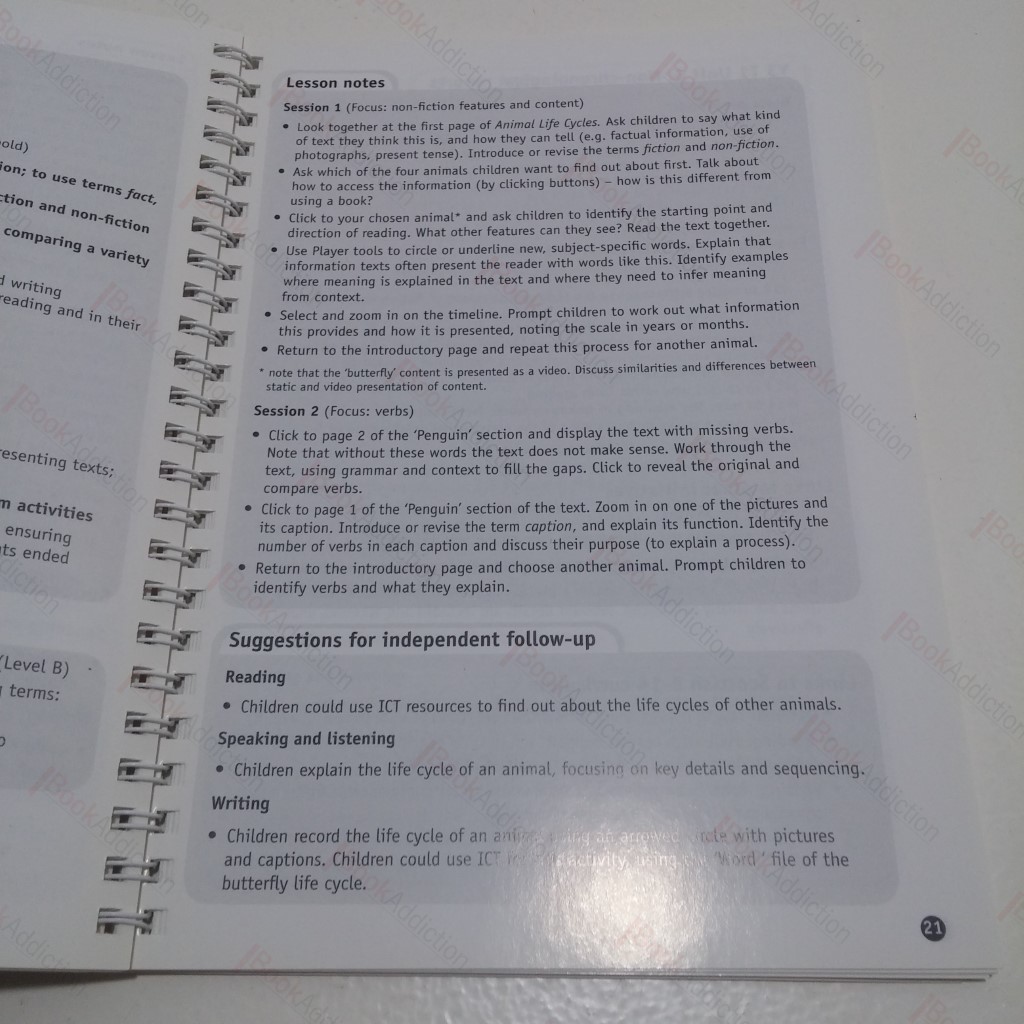 old)
ion; to use terms fact,
ction and non-fiction
comparing a variety
d writing
reading and in their
resenting texts;
m activities
ensuring
ts ended
(Level B)
terms:
Lesson notes
Session 1 (Focus: non-fiction features and content)
• Look together at the first page of Animal Life Cycles. Ask children to say what kind
of text they think this is, and how they can tell (e.g. factual information, use of
photographs, present tense). Introduce or revise the terms fiction and non-fiction.
• Ask which of the four animals children want to find out about first. Talk about
how to access the information (by clicking buttons) – how is this different from
using a book?
• Click to your chosen animal* and ask children to identify the starting point and
direction of reading. What other features can they see? Read the text together.
• Use Player tools to circle or underline new, subject-specific words. Explain that
information texts often present the reader with words like this. Identify examples
where meaning is explained in the text and where they need to infer meaning
from context.
• Select and zoom in on the timeline. Prompt children to work out what information
this provides and how it is presented, noting the scale in years or months.
• Return to the introductory page and repeat this process for another animal.
* note that the 'butterfly' content is presented as a video. Discuss similarities and differences between
static and video presentation of content.
Session 2 (Focus: verbs)
• Click to page 2 of the 'Penguin' section and display the text with missing verbs.
Note that without these words the text does not make sense. Work through the
text, using grammar and context to fill the gaps. Click to reveal the original and
compare verbs.
• Click to page 1 of the 'Penguin' section of the text. Zoom in on one of the pictures and
its caption. Introduce or revise the term caption, and explain its function. Identify the
number of verbs in each caption and discuss their purpose (to explain a process).
• Return to the introductory page and choose another animal. Prompt children to
identify verbs and what they explain.
Suggestions for independent follow-up
Reading
• Children could use ICT resources to find out about the life cycles of other animals.
Speaking and listening
• Children explain the life cycle of an animal, focusing on key details and sequencing.
Writing
• Children record the life cycle of an an arrowed with pictures
and captions. Children could use ICT activity, using 'Word' file of the
butterfly life cycle.
21
BookAddiction